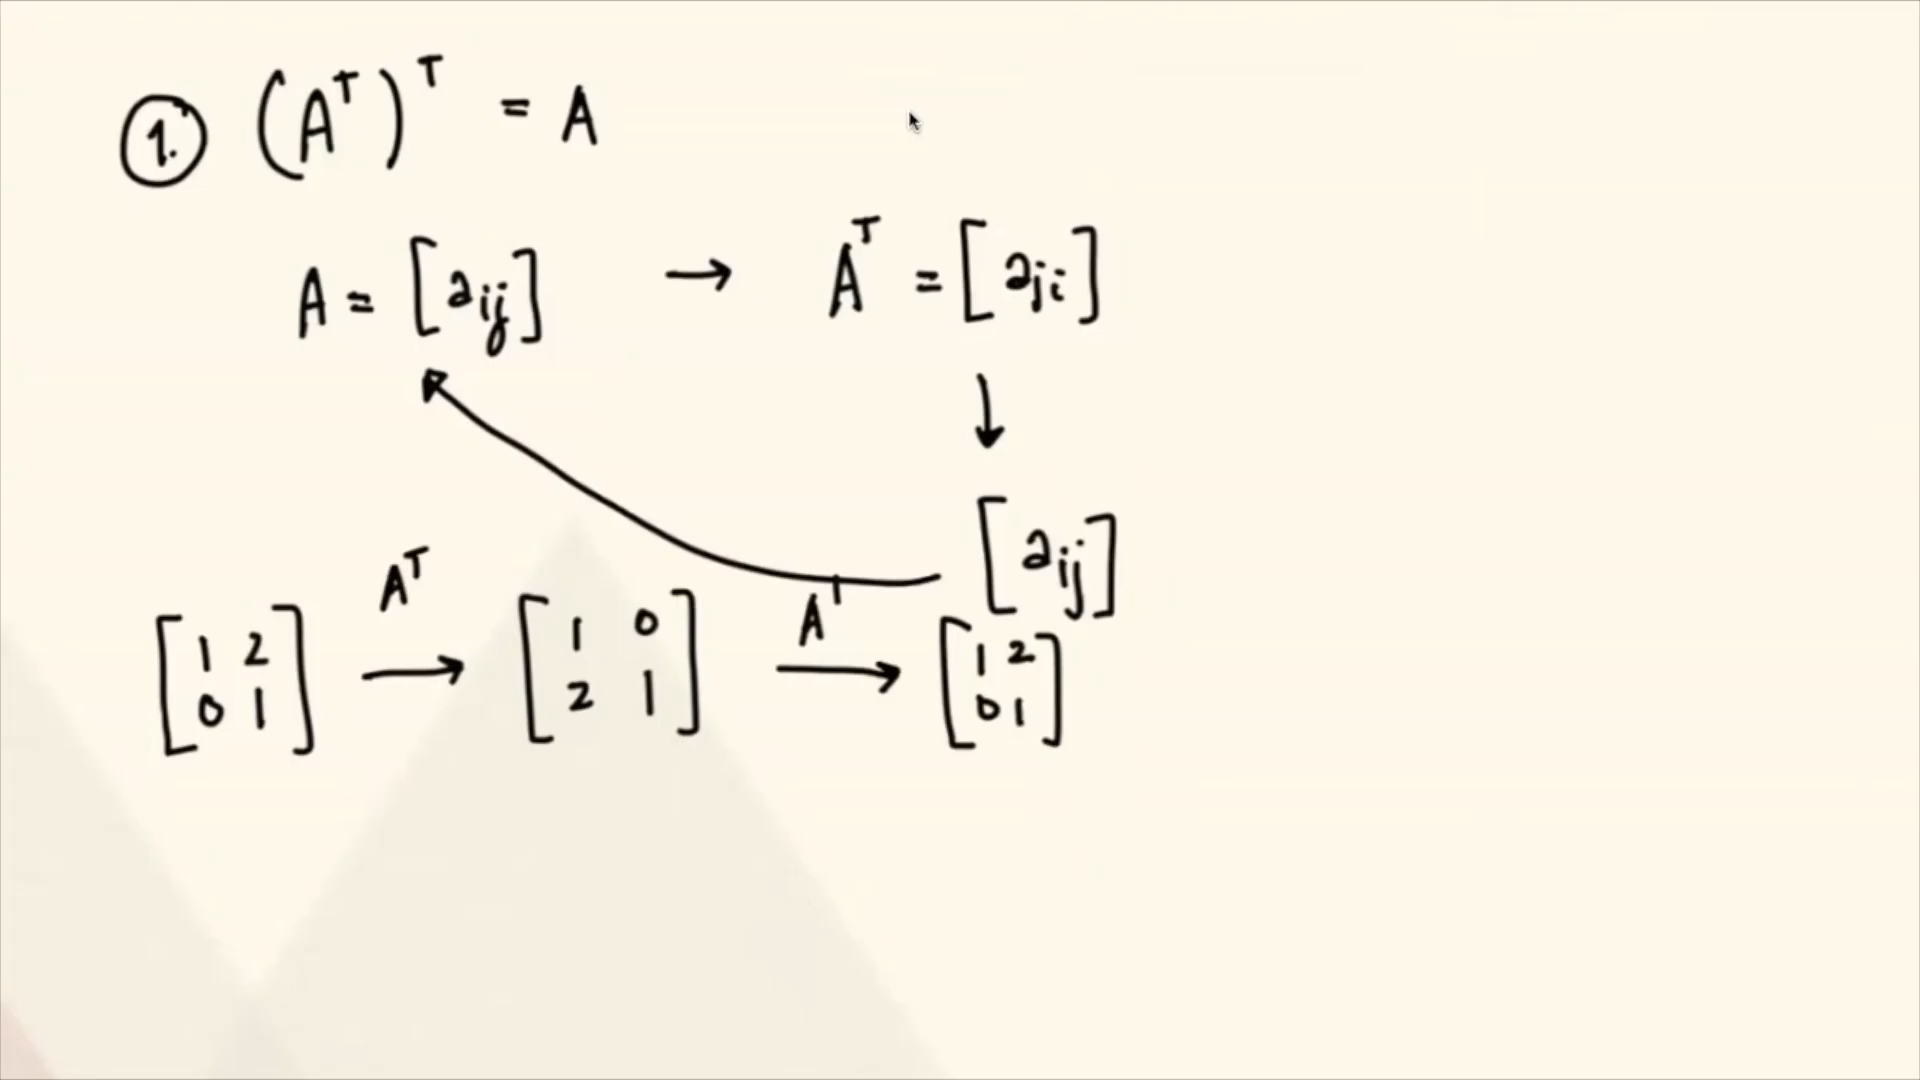 1. (A^T)^T = A
A = [a_ij] → A^T = [a_ji]
↓
[a_ij]
[1 2; 0 1] A^T → [1 0; 2 1] A^T → [1 2; 0 1]